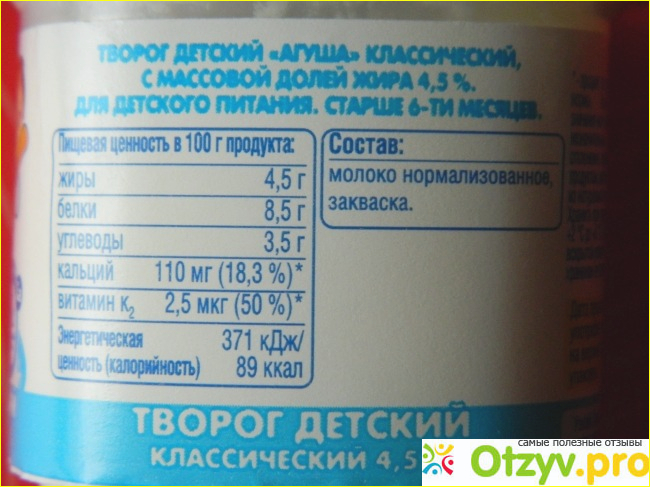 ТВОРОГ ДЕТСКИЙ «АГУША» КЛАССИЧЕСКИЙ,
С МАССОВОЙ ДОЛЕЙ ЖИРА 4,5 %.
ДЛЯ ДЕТСКОГО ПИТАНИЯ. СТАРШЕ 6-ТИ МЕСЯЦЕВ.
Пищевая ценность в 100 г продукта:
жиры 4,5 г
белки 8,5 г
углеводы 3,5 г
кальций 110 мг (18,3 %)*
витамин к₂ 2,5 мкг (50 %)*
Энергетическая 371 кДж/
ценность (калорийность) 89 ккал
Состав:
молоко нормализованное,
закваска.
ТВОРОГ ДЕТСКИЙ
КЛАССИЧЕСКИЙ 4,5
самые полезные отзывы
Otzyv.pro